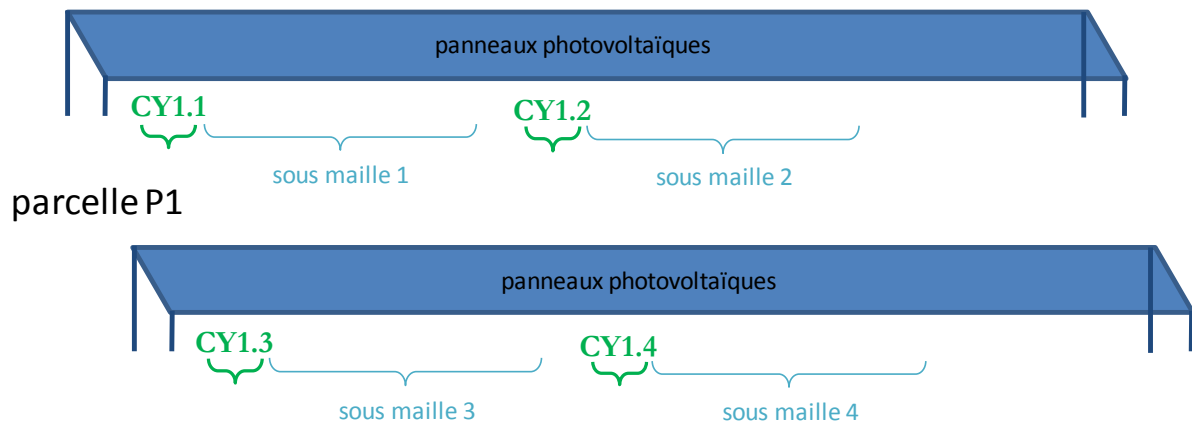 panneaux photovoltaïques
CY1.1 CY1.2
sous maille 1 sous maille 2
parcelle P1
panneaux photovoltaïques
CY1.3 CY1.4
sous maille 3 sous maille 4